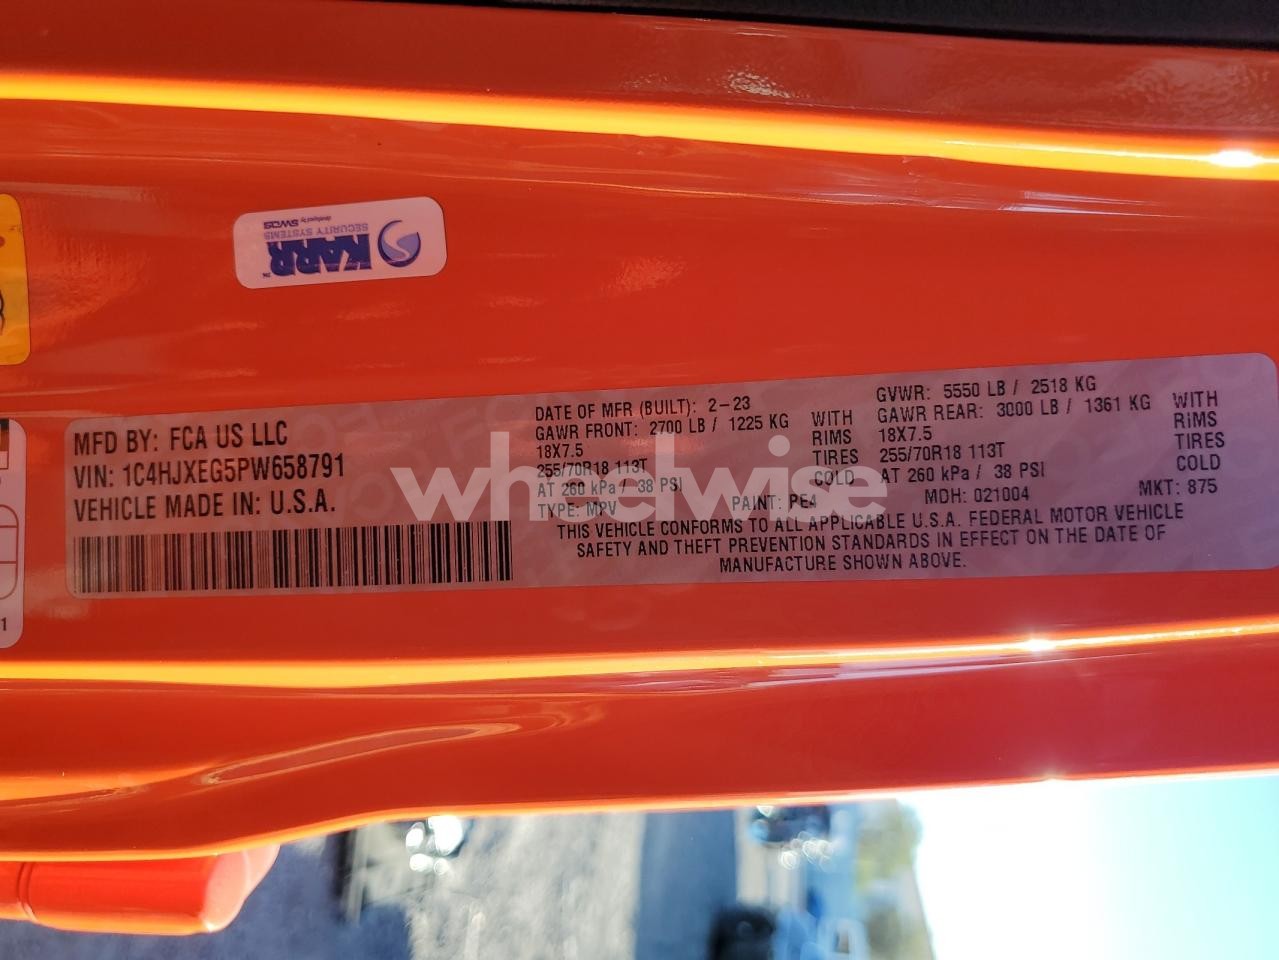 KARR
TM
SECURITY SYSTEMS
developed by SWDS
MFD BY: FCA US LLC
VIN: 1C4HJXEG5PW658791
VEHICLE MADE IN: U.S.A.
DATE OF MFR (BUILT): 2-23
GAWR FRONT: 2700 LB / 1225 KG WITH
18X7.5 RIMS
255/70R18 113T TIRES
AT 260 kPa / 38 PSI COLD
TYPE: MPV PAINT: PE4
GVWR: 5550 LB / 2518 KG
GAWR REAR: 3000 LB / 1361 KG WITH
18X7.5 RIMS
255/70R18 113T TIRES
AT 260 kPa / 38 PSI COLD
MDH: 021004 MKT: 875
THIS VEHICLE CONFORMS TO ALL APPLICABLE U.S.A. FEDERAL MOTOR VEHICLE
SAFETY AND THEFT PREVENTION STANDARDS IN EFFECT ON THE DATE OF
MANUFACTURE SHOWN ABOVE.
wheelwise
1